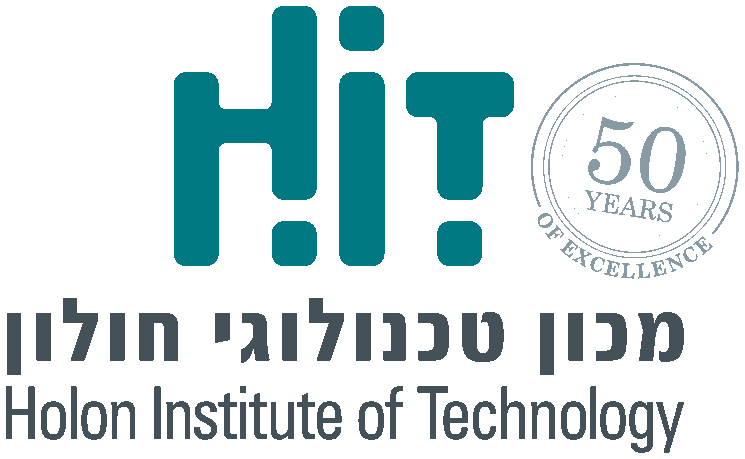 HiT
50
YEARS
OF EXCELLENCE
מכון טכנולוגי חולון
Holon Institute of Technology